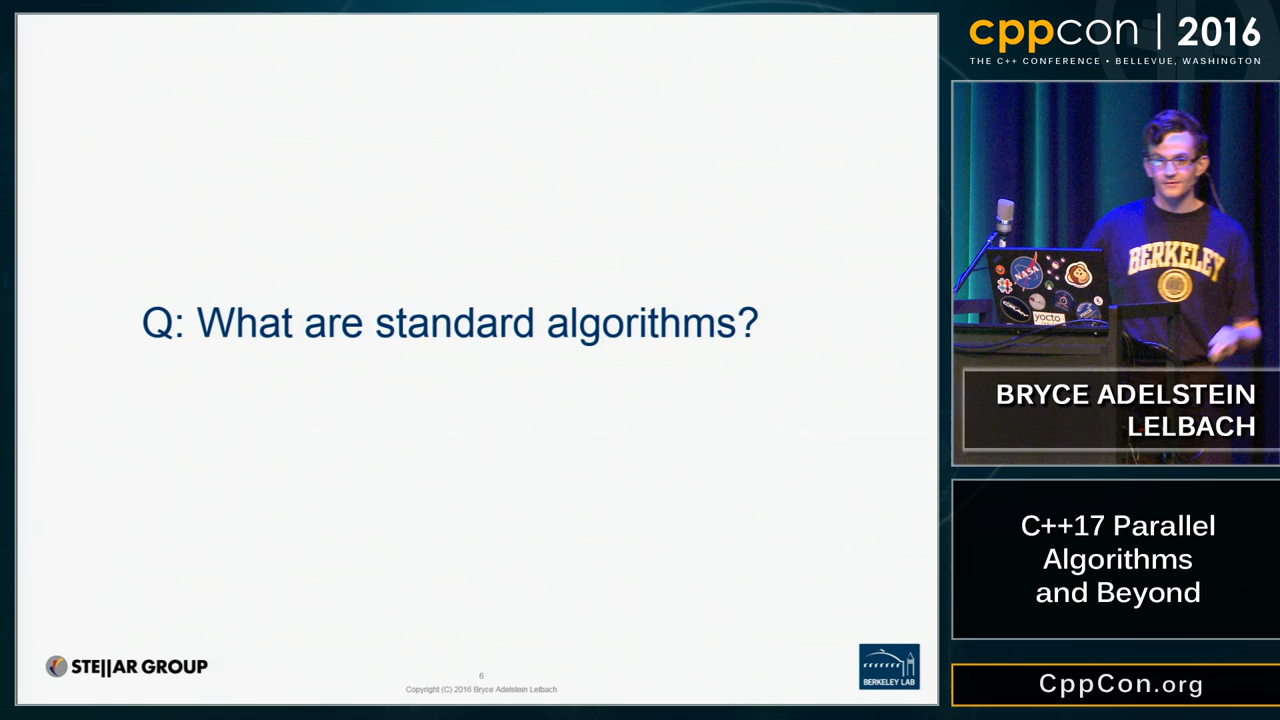 Q: What are standard algorithms?
STE||AR GROUP
6
Copyright (C) 2016 Bryce Adelstein Lelbach
BERKELEY LAB
cppcon | 2016
THE C++ CONFERENCE • BELLEVUE, WASHINGTON
NASA
yocto
BERKELEY
BRYCE ADELSTEIN
LELBACH
C++17 Parallel
Algorithms
and Beyond
CppCon.org